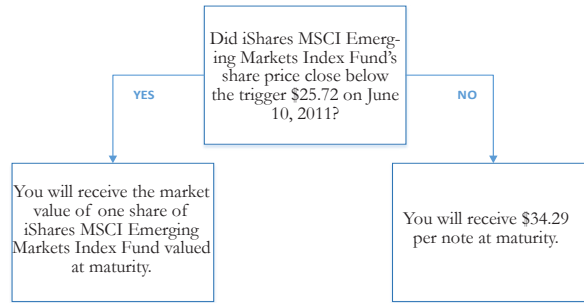 Did iShares MSCI Emerg-
ing Markets Index Fund's
share price close below
the trigger $25.72 on June
10, 2011?
YES
NO
You will receive the market
value of one share of
iShares MSCI Emerging
Markets Index Fund valued
at maturity.
You will receive $34.29
per note at maturity.